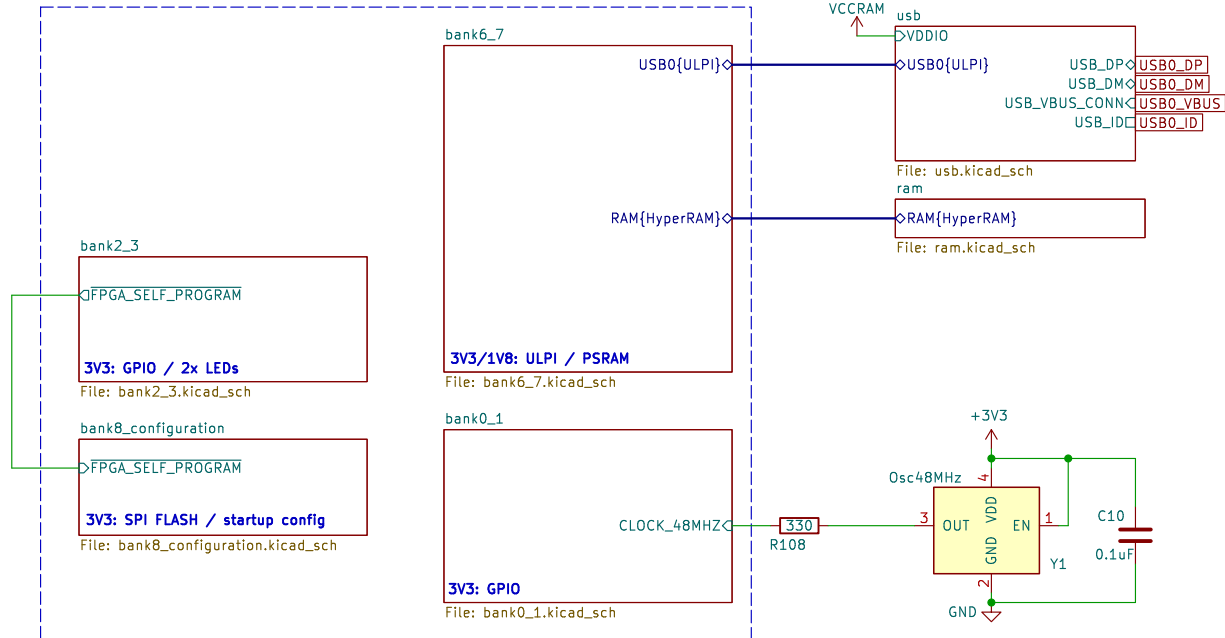 VCCRAM
usb
VDDIO
USB0{ULPI}
USB_DP
USB0_DP
USB_DM
USB0_DM
USB_VBUS_CONN
USB0_VBUS
USB_ID
USB0_ID
File: usb.kicad_sch
bank6_7
USB0{ULPI}
RAM{HyperRAM}
3V3/1V8: ULPI / PSRAM
File: bank6_7.kicad_sch
ram
RAM{HyperRAM}
File: ram.kicad_sch
bank2_3
FPGA_SELF_PROGRAM
3V3: GPIO / 2x LEDs
File: bank2_3.kicad_sch
bank8_configuration
FPGA_SELF_PROGRAM
3V3: SPI FLASH / startup config
File: bank8_configuration.kicad_sch
bank0_1
CLOCK_48MHZ
3V3: GPIO
File: bank0_1.kicad_sch
330
R108
+3V3
Osc48MHz
4
VDD
3
OUT
EN
1
GND
2
Y1
GND
C10
0.1uF